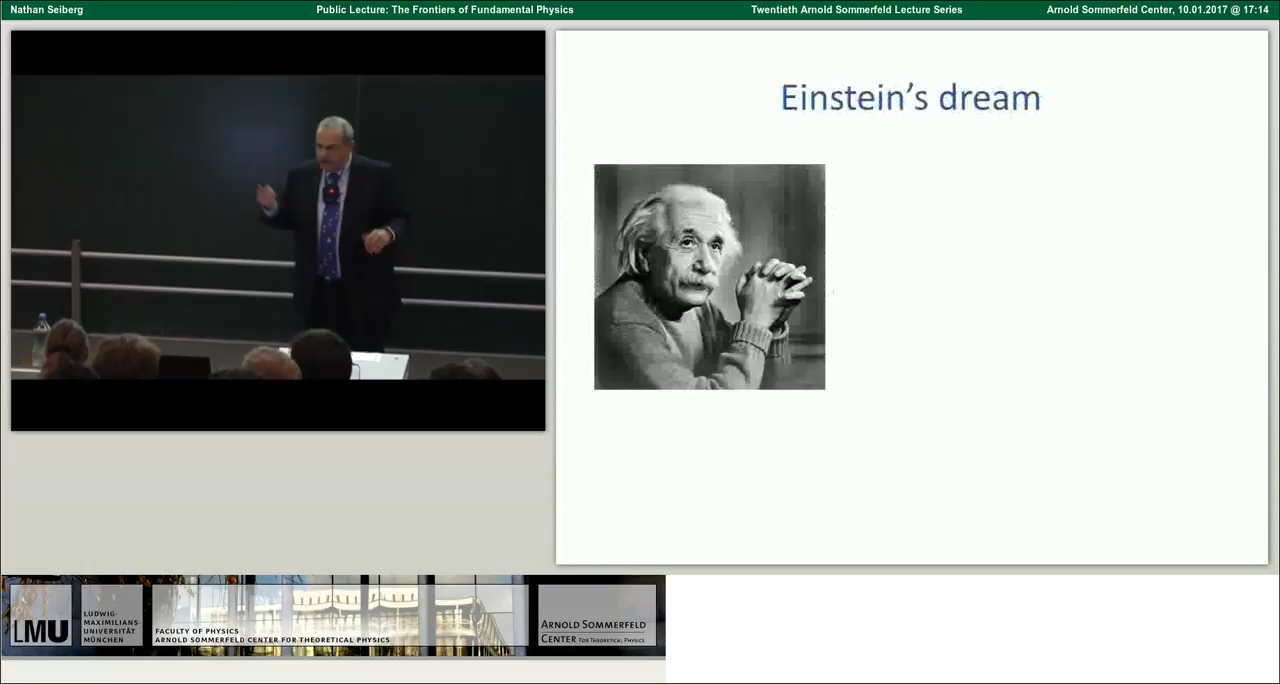 Nathan Seiberg
Public Lecture: The Frontiers of Fundamental Physics
Twentieth Arnold Sommerfeld Lecture Series
Arnold Sommerfeld Center, 10.01.2017 @ 17:14
Einstein's dream
LMU
LUDWIG-
MAXIMILIANS-
UNIVERSITÄT
MÜNCHEN
FACULTY OF PHYSICS
ARNOLD SOMMERFELD CENTER FOR THEORETICAL PHYSICS
ARNOLD SOMMERFELD
CENTER FOR THEORETICAL PHYSICS